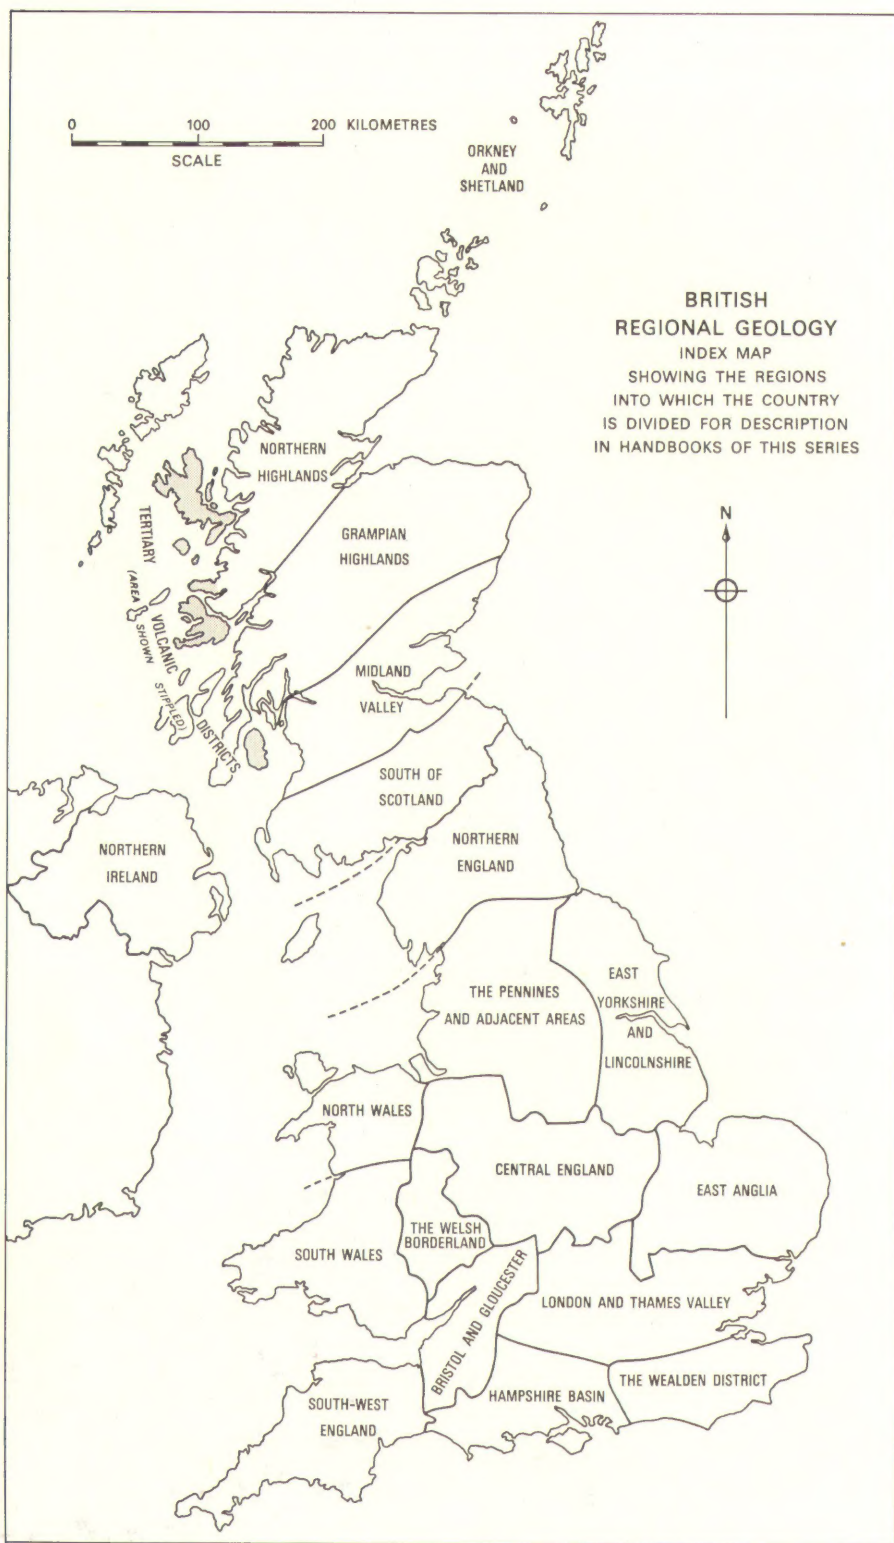 0 100 200 KILOMETRES
SCALE
ORKNEY
AND
SHETLAND
BRITISH
REGIONAL GEOLOGY
INDEX MAP
SHOWING THE REGIONS
INTO WHICH THE COUNTRY
IS DIVIDED FOR DESCRIPTION
IN HANDBOOKS OF THIS SERIES
N
NORTHERN
HIGHLANDS
GRAMPIAN
HIGHLANDS
TERTIARY
VOLCANIC
DISTRICTS
(AREA
SHOWN
STIPPLED)
MIDLAND
VALLEY
SOUTH OF
SCOTLAND
NORTHERN
IRELAND
NORTHERN
ENGLAND
THE PENNINES
AND ADJACENT AREAS
EAST
YORKSHIRE
AND
LINCOLNSHIRE
NORTH WALES
CENTRAL ENGLAND
EAST ANGLIA
THE WELSH
BORDERLAND
SOUTH WALES
BRISTOL AND GLOUCESTER
LONDON AND THAMES VALLEY
HAMPSHIRE BASIN
THE WEALDEN DISTRICT
SOUTH-WEST
ENGLAND